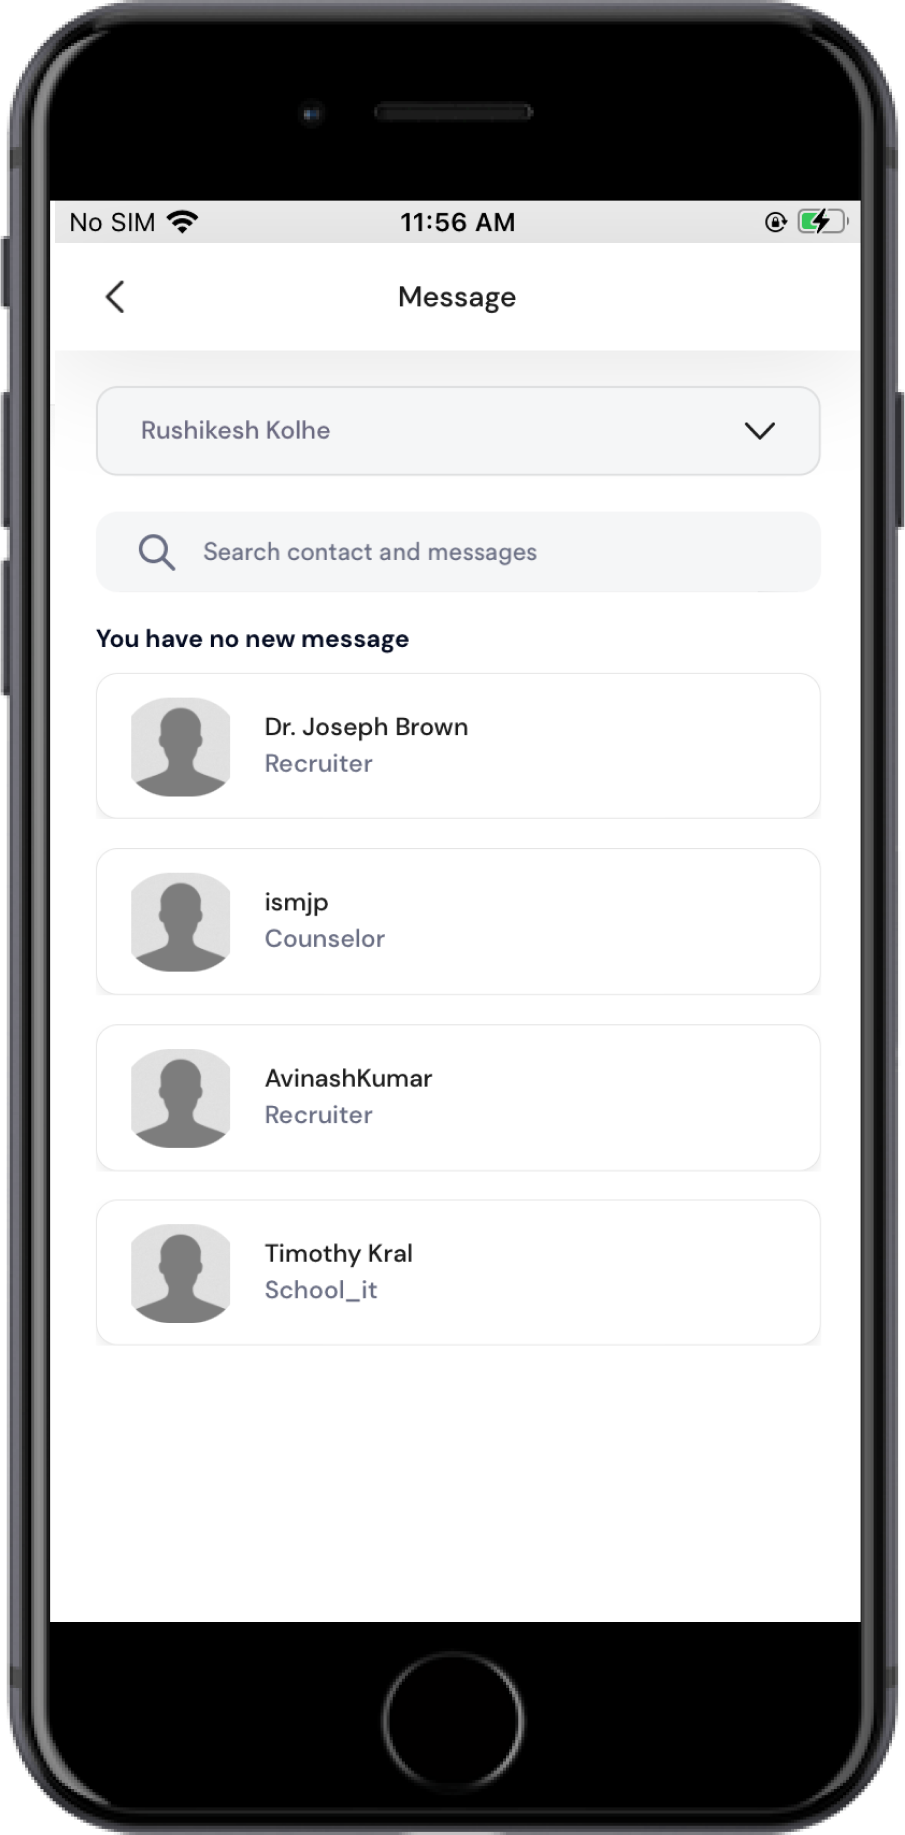 No SIM
11:56 AM
Message
Rushikesh Kolhe
Search contact and messages
You have no new message
Dr. Joseph Brown
Recruiter
ismjp
Counselor
AvinashKumar
Recruiter
Timothy Kral
School_it